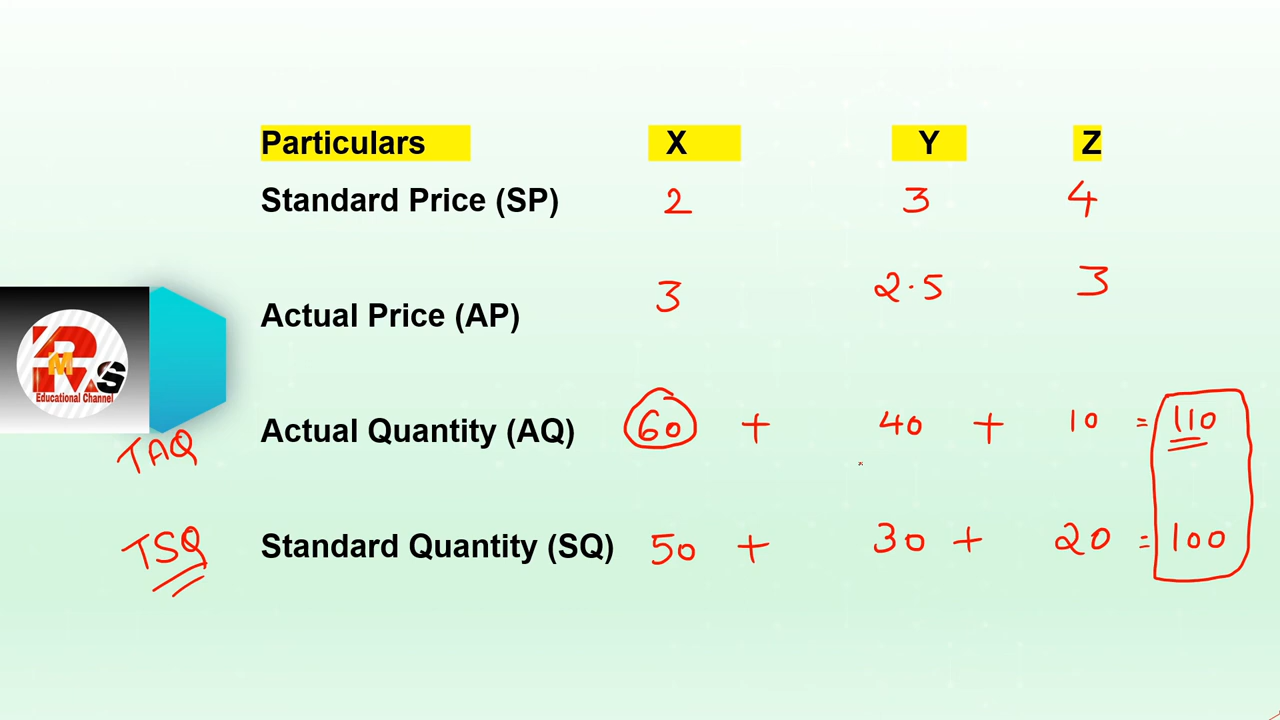 Particulars X Y Z
Standard Price (SP) 2 3 4
Actual Price (AP) 3 2.5 3
M S
Educational Channel
TAQ Actual Quantity (AQ) 60 + 40 + 10 = 110
TSQ Standard Quantity (SQ) 50 + 30 + 20 = 100